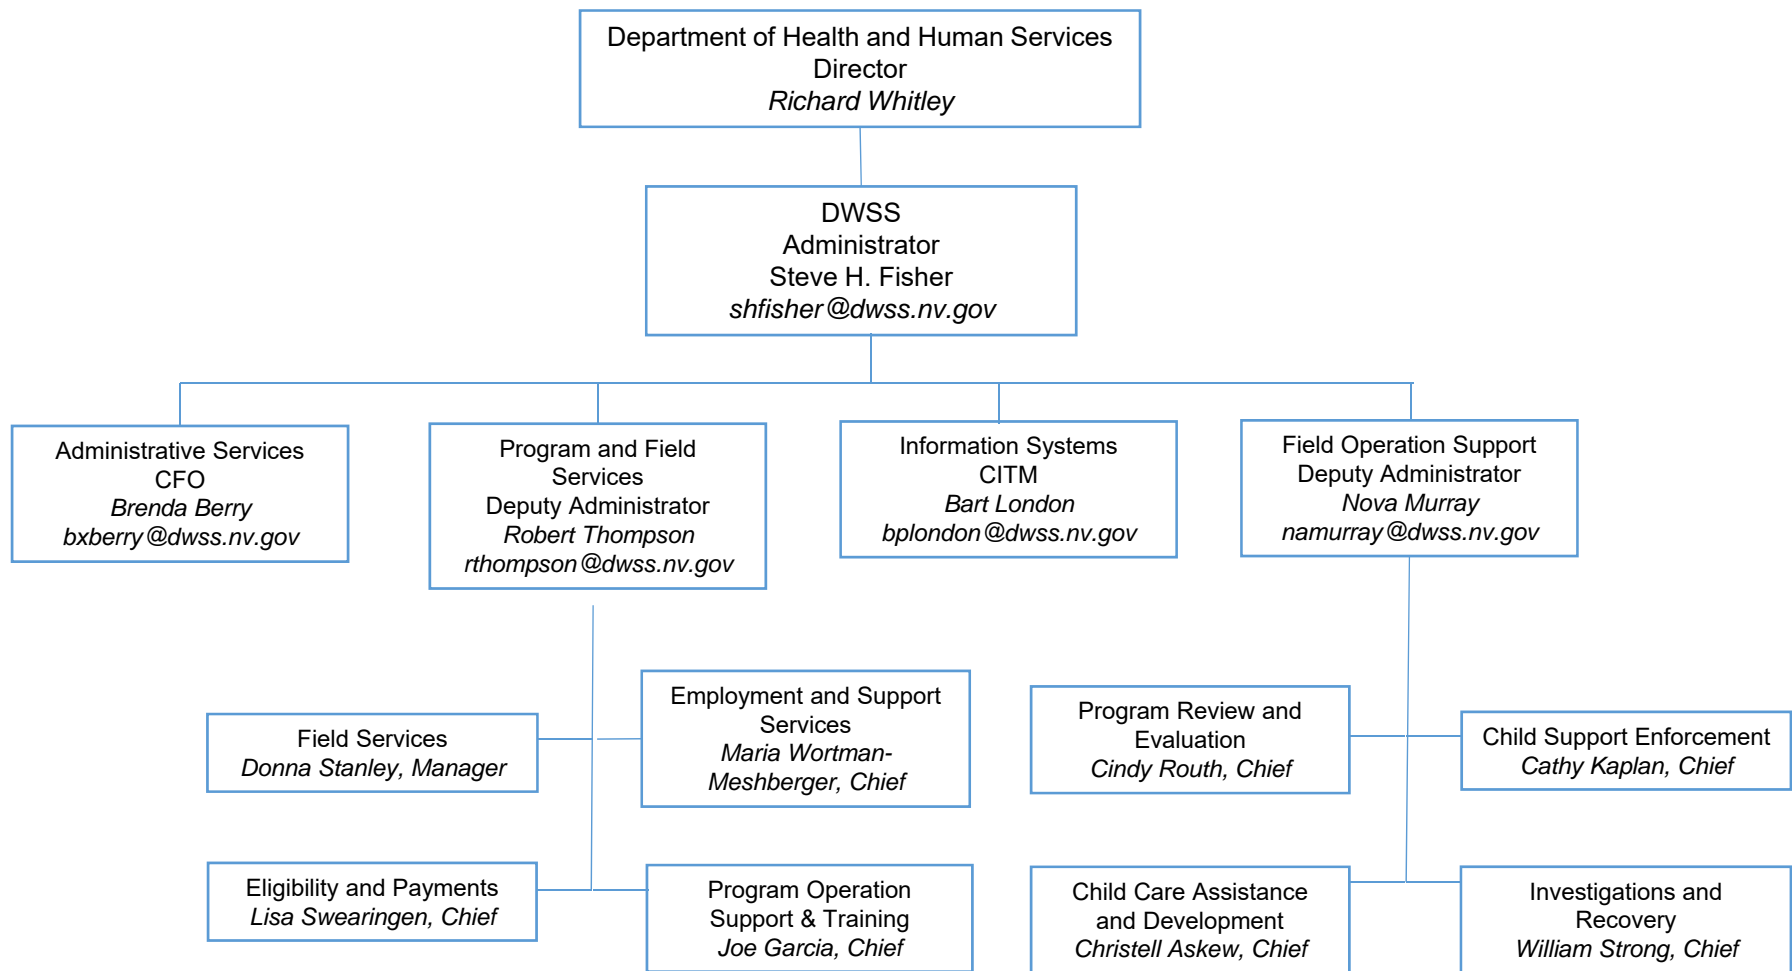 Department of Health and Human Services
Director
Richard Whitley
DWSS
Administrator
Steve H. Fisher
shfisher@dwss.nv.gov
Administrative Services
CFO
Brenda Berry
bxberry@dwss.nv.gov
Program and Field
Services
Deputy Administrator
Robert Thompson
rthompson@dwss.nv.gov
Information Systems
CITM
Bart London
bplondon@dwss.nv.gov
Field Operation Support
Deputy Administrator
Nova Murray
namurray@dwss.nv.gov
Field Services
Donna Stanley, Manager
Employment and Support
Services
Maria Wortman-
Meshberger, Chief
Program Review and
Evaluation
Cindy Routh, Chief
Child Support Enforcement
Cathy Kaplan, Chief
Eligibility and Payments
Lisa Swearingen, Chief
Program Operation
Support & Training
Joe Garcia, Chief
Child Care Assistance
and Development
Christell Askew, Chief
Investigations and
Recovery
William Strong, Chief